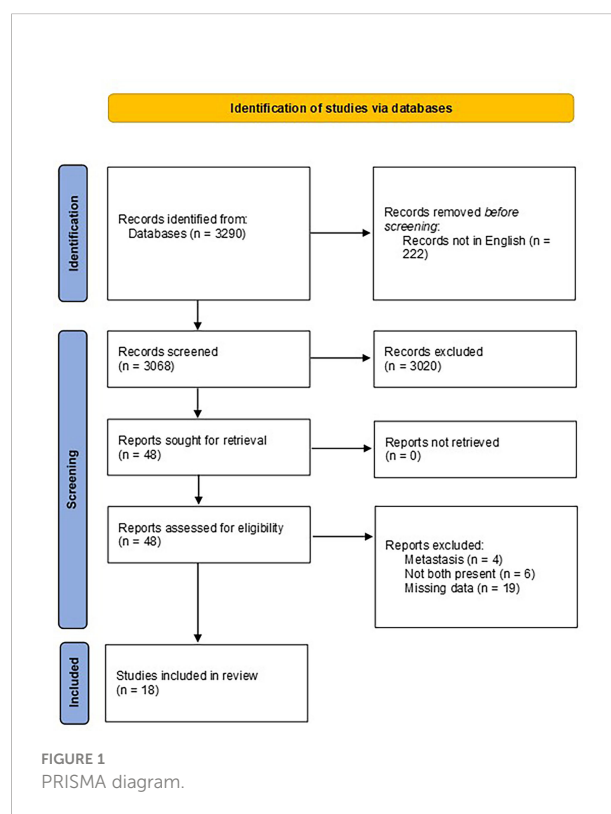 Identification of studies via databases
Identification
Records identified from:
Databases (n = 3290)
Records removed before
screening:
Records not in English (n =
222)
Screening
Records screened
(n = 3068)
Records excluded
(n = 3020)
Reports sought for retrieval
(n = 48)
Reports not retrieved
(n = 0)
Reports assessed for eligibility
(n = 48)
Reports excluded:
Metastasis (n = 4)
Not both present (n = 6)
Missing data (n = 19)
Included
Studies included in review
(n = 18)
FIGURE 1
PRISMA diagram.